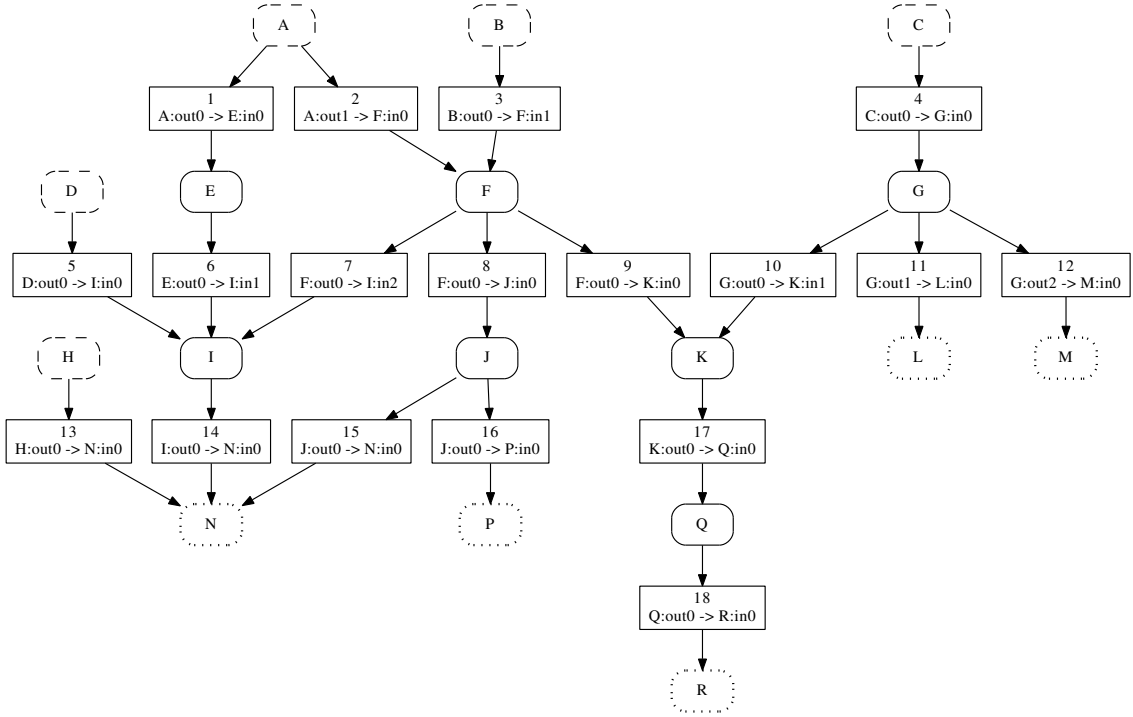 A
B
C
1
A:out0 -> E:in0
2
A:out1 -> F:in0
3
B:out0 -> F:in1
4
C:out0 -> G:in0
D
E
F
G
5
D:out0 -> I:in0
6
E:out0 -> I:in1
7
F:out0 -> I:in2
8
F:out0 -> J:in0
9
F:out0 -> K:in0
10
G:out0 -> K:in1
11
G:out1 -> L:in0
12
G:out2 -> M:in0
H
I
J
K
L
M
13
H:out0 -> N:in0
14
I:out0 -> N:in0
15
J:out0 -> N:in0
16
J:out0 -> P:in0
17
K:out0 -> Q:in0
N
P
Q
18
Q:out0 -> R:in0
R